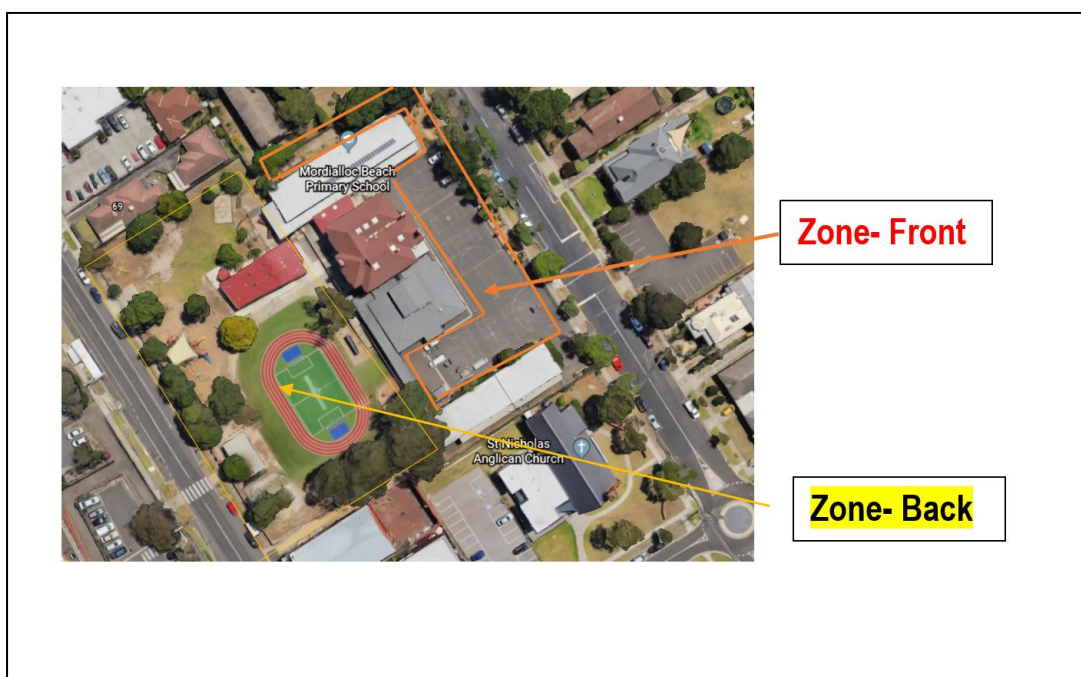 Mordialloc Beach
Primary School
69
Zone- Front
St Nicholas
Anglican Church
Zone- Back